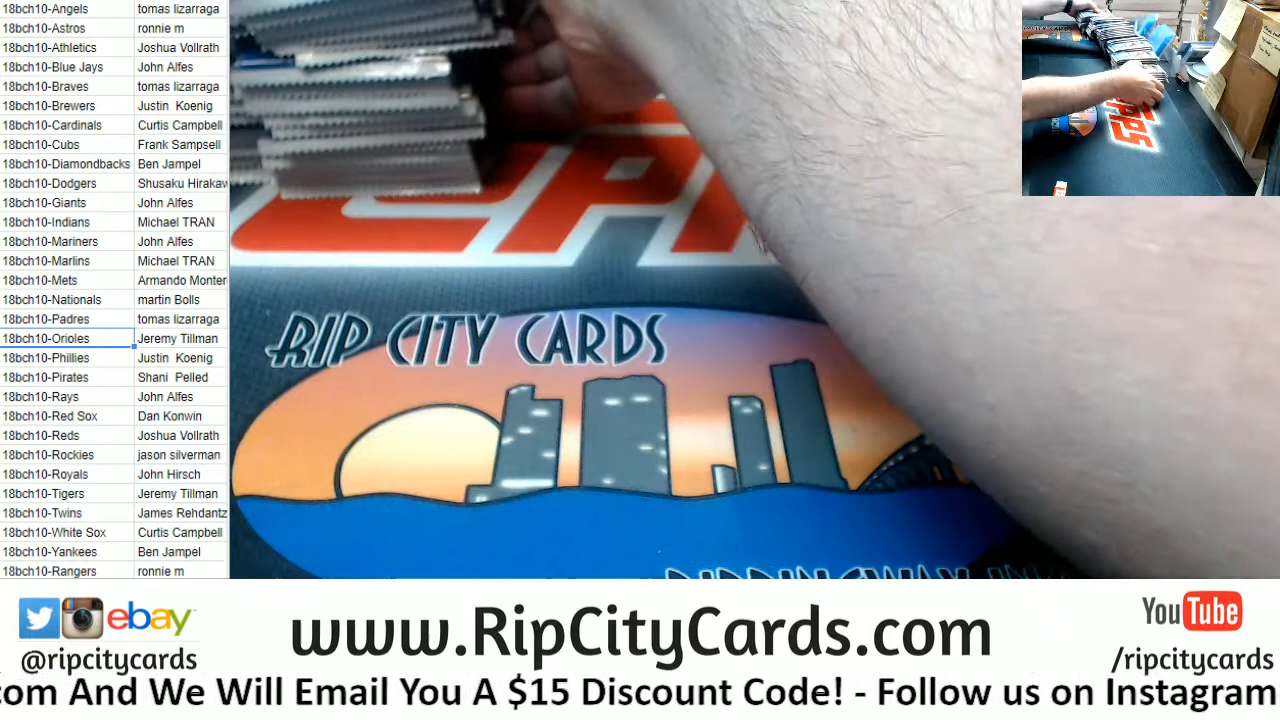 18bch10-Angels tomas lizarraga
18bch10-Astros ronnie m
18bch10-Athletics Joshua Vollrath
18bch10-Blue Jays John Alfes
18bch10-Braves tomas lizarraga
18bch10-Brewers Justin Koenig
18bch10-Cardinals Curtis Campbell
18bch10-Cubs Frank Sampsell
18bch10-Diamondbacks Ben Jampel
18bch10-Dodgers Shusaku Hirakaw
18bch10-Giants John Alfes
18bch10-Indians Michael TRAN
18bch10-Mariners John Alfes
18bch10-Marlins Michael TRAN
18bch10-Mets Armando Monter
18bch10-Nationals martin Bolls
18bch10-Padres tomas lizarraga
18bch10-Orioles Jeremy Tillman
18bch10-Phillies Justin Koenig
18bch10-Pirates Shani Pelled
18bch10-Rays John Alfes
18bch10-Red Sox Dan Konwin
18bch10-Reds Joshua Vollrath
18bch10-Rockies jason silverman
18bch10-Royals John Hirsch
18bch10-Tigers Jeremy Tillman
18bch10-Twins James Rehdantz
18bch10-White Sox Curtis Campbell
18bch10-Yankees Ben Jampel
18bch10-Rangers ronnie m
RIP CITY CARDS
ebay
@ripcitycards
www.RipCityCards.com
YouTube
/ripcitycards
com And We Will Email You A $15 Discount Code! - Follow us on Instagram